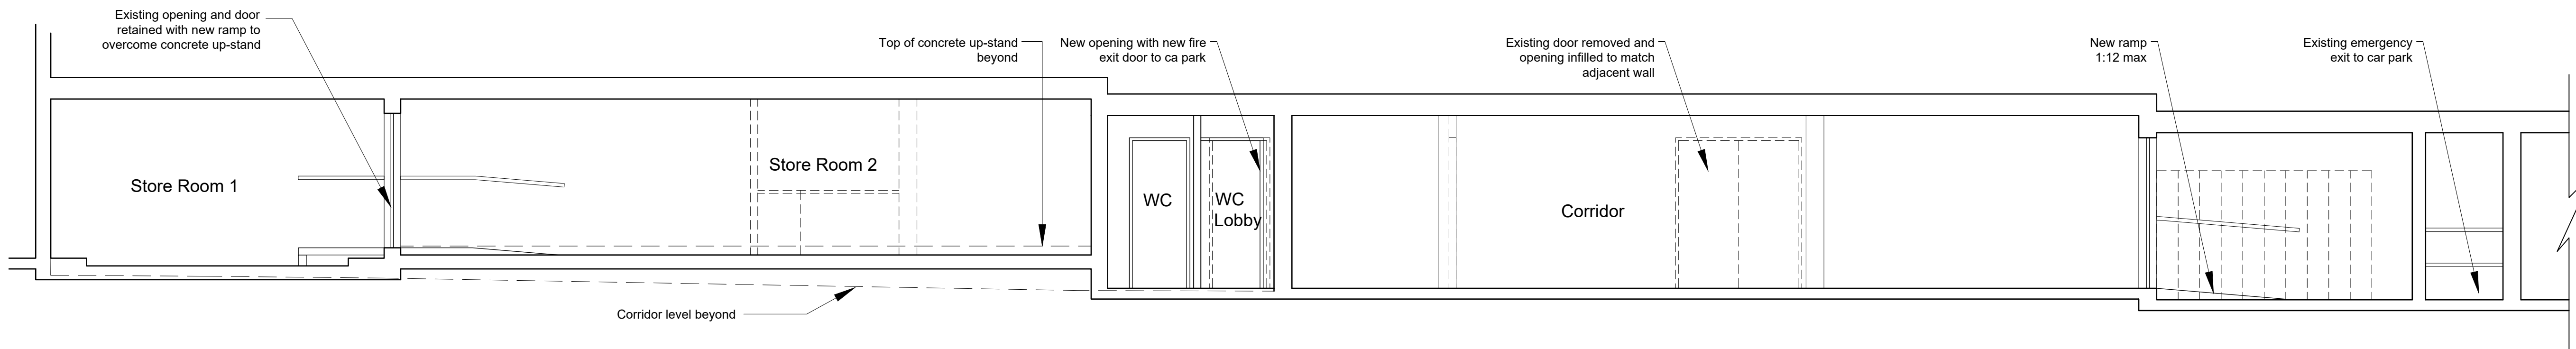 Existing opening and door
retained with new ramp to
overcome concrete up-stand
Top of concrete up-stand
beyond
New opening with new fire
exit door to ca park
Existing door removed and
opening infilled to match
adjacent wall
New ramp
1:12 max
Existing emergency
exit to car park
Store Room 1
Store Room 2
WC
WC
Lobby
Corridor
Corridor level beyond